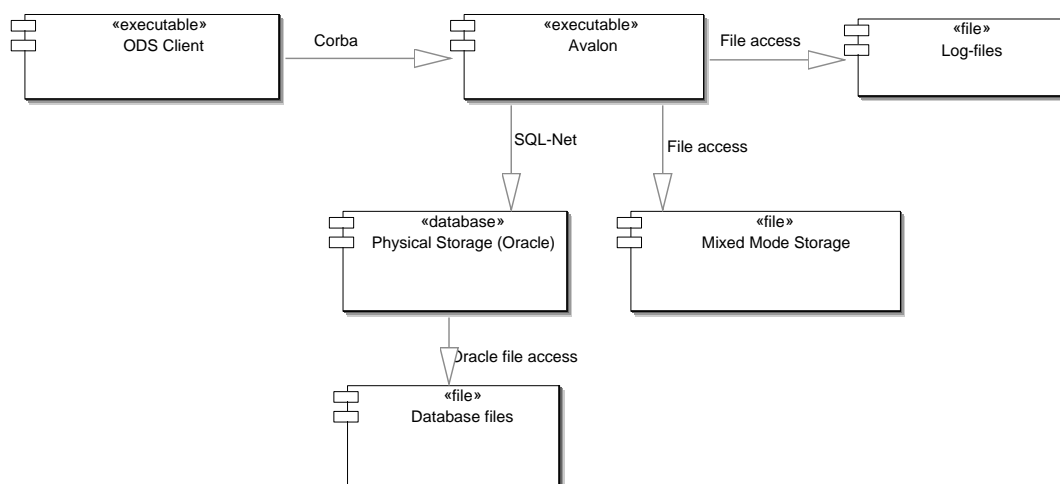 «executable»
ODS Client
Corba
«executable»
Avalon
File access
«file»
Log-files
SQL-Net
File access
«database»
Physical Storage (Oracle)
«file»
Mixed Mode Storage
Oracle file access
«file»
Database files